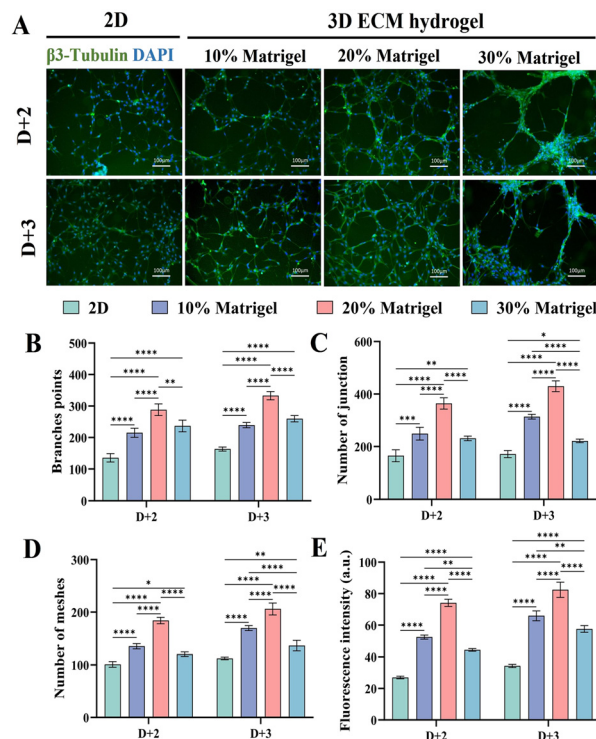 A
2D
3D ECM hydrogel
β3-Tubulin DAPI
10% Matrigel
20% Matrigel
30% Matrigel
D+2
100μm
100μm
100μm
100μm
D+3
100μm
100μm
100μm
100μm
2D
10% Matrigel
20% Matrigel
30% Matrigel
B
Branches points
500
400
300
200
100
0
****
****
****
**
****
****
****
****
****
****
D+2
D+3
C
Number of junction
600
400
200
0
**
****
****
***
****
*
****
****
****
****
****
D+2
D+3
D
Number of meshes
300
200
100
0
*
****
****
****
****
**
****
****
****
****
****
D+2
D+3
E
Fluorescence intensity (a.u.)
100
80
60
40
20
0
****
**
****
****
****
****
****
**
****
****
****
****
D+2
D+3